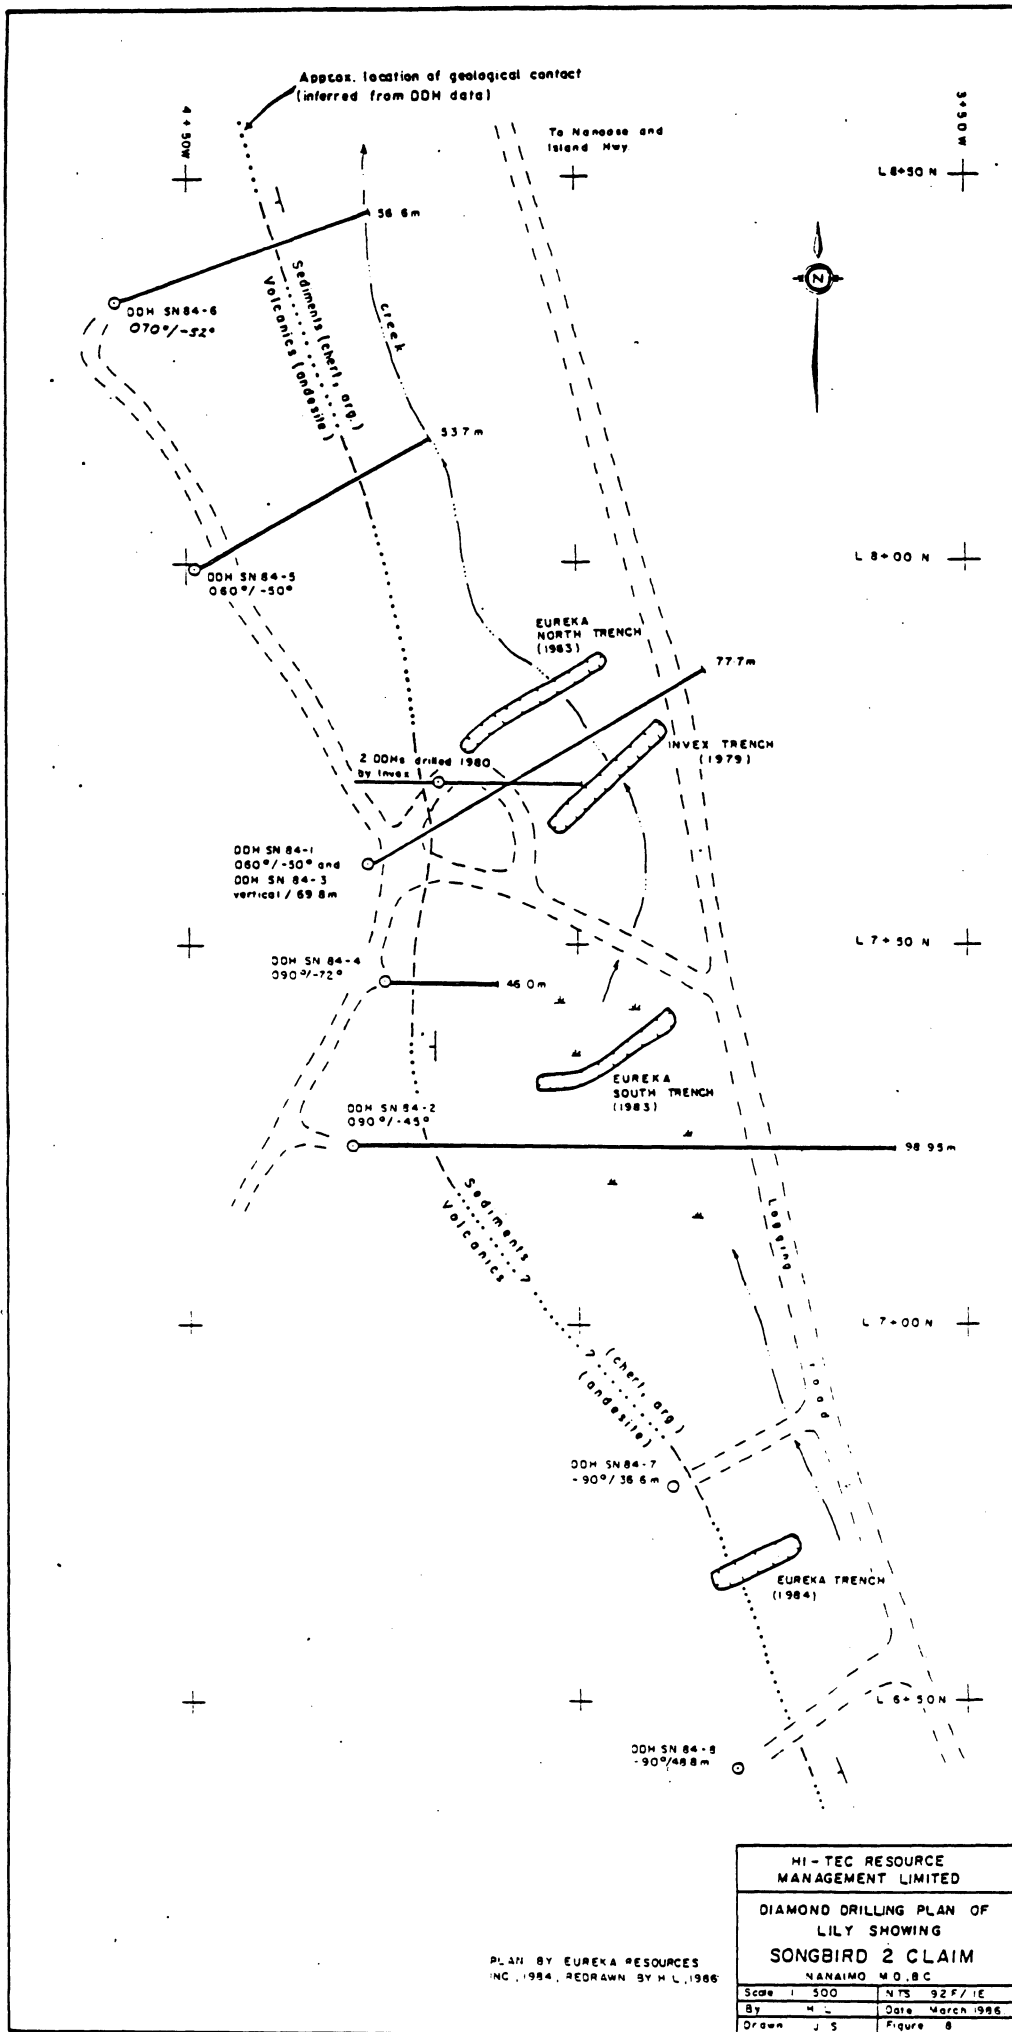 Approx. location of geological contact
(inferred from DDH data)
4+50W
3+50W
To Nanoose and
Island Hwy
L 8+50 N
56.6m
N
DDH SN84-6
070°/-52°
Sediments (chert, arg.)
Volcanics (andesite)
creek
53.7m
L 8+00 N
DDH SN84-5
060°/-50°
EUREKA
NORTH TRENCH
(1983)
77.7m
INVEX TRENCH
(1979)
2 DDHs drilled 1980
by Invex
DDH SN 84-1
060°/-50° and
DDH SN 84-3
vertical / 69.8m
L 7+50 N
DDH SN 84-4
090°/-72°
46.0m
EUREKA
SOUTH TRENCH
(1983)
DDH SN 84-2
090°/-45°
98.95m
Sediments ?
Volcanics
Logging
road
L 7+00 N
? (chert, arg.)
(andesite)
DDH SN84-7
-90°/36.6m
EUREKA TRENCH
(1984)
L 6+50N
DDH SN 84-8
-90°/48.8m
HI-TEC RESOURCE
MANAGEMENT LIMITED
DIAMOND DRILLING PLAN OF
LILY SHOWING
SONGBIRD 2 CLAIM
NANAIMO M.D., B.C.
PLAN BY EUREKA RESOURCES
INC., 1984, REDRAWN BY H.L., 1986
Scale 1 500 NTS 92F/1E
By H L Date March 1986
Drawn J S Figure 8